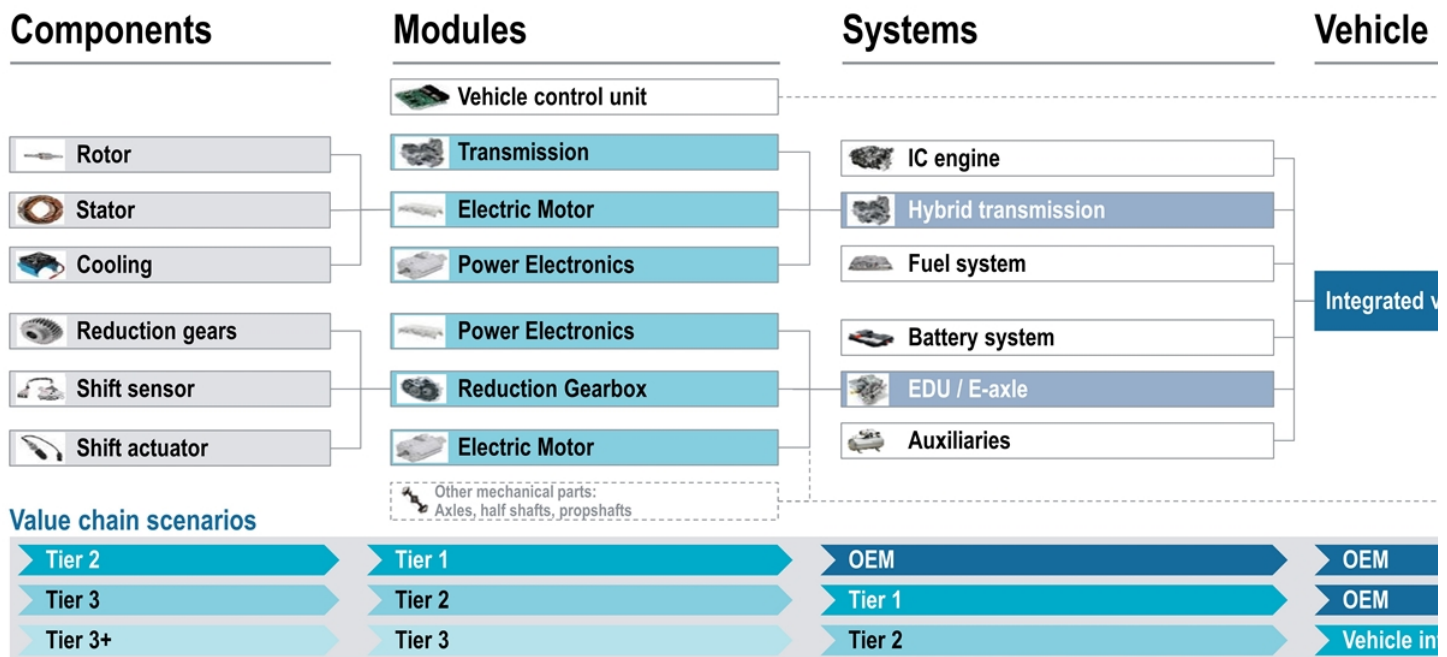 Components
Modules
Systems
Vehicle
Vehicle control unit
Rotor
Stator
Cooling
Reduction gears
Shift sensor
Shift actuator
Transmission
Electric Motor
Power Electronics
Power Electronics
Reduction Gearbox
Electric Motor
Other mechanical parts:
Axles, half shafts, propshafts
IC engine
Hybrid transmission
Fuel system
Battery system
EDU / E-axle
Auxiliaries
Integrated
Value chain scenarios
Tier 2
Tier 1
OEM
OEM
Tier 3
Tier 2
Tier 1
OEM
Tier 3+
Tier 3
Tier 2
Vehicle